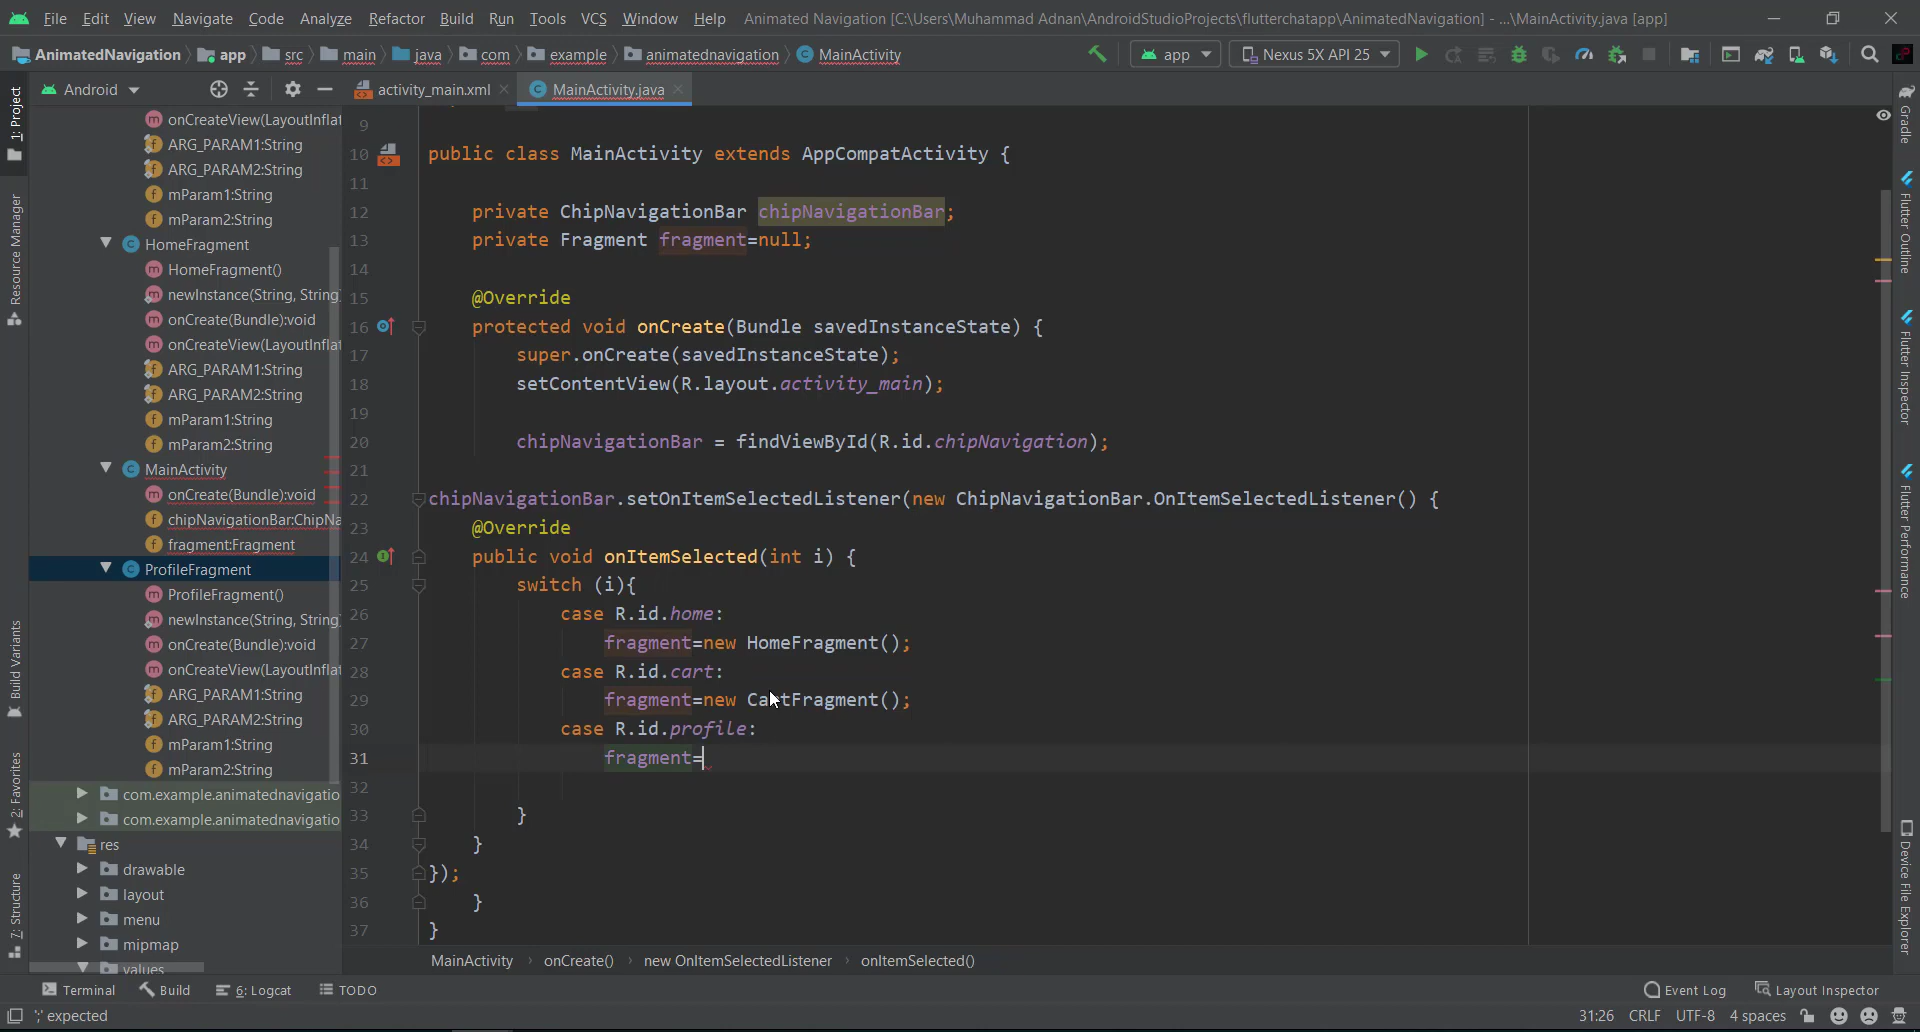 File Edit View Navigate Code Analyze Refactor Build Run Tools VCS Window Help Animated Navigation [C:\Users\Muhammad Adnan\AndroidStudioProjects\flutterchatapp\AnimatedNavigation] - ...\MainActivity.java [app]
AnimatedNavigation app src main java com example animatednavigation MainActivity app Nexus 5X API 25
Android activity_main.xml MainActivity.java
1: Project
Resource Manager
Build Variants
2: Favorites
7: Structure
onCreateView(LayoutInflat
ARG_PARAM1:String
ARG_PARAM2:String
mParam1:String
mParam2:String
HomeFragment
HomeFragment()
newInstance(String, String)
onCreate(Bundle):void
onCreateView(LayoutInflat
ARG_PARAM1:String
ARG_PARAM2:String
mParam1:String
mParam2:String
MainActivity
onCreate(Bundle):void
chipNavigationBar:ChipNa
fragment:Fragment
ProfileFragment
ProfileFragment()
newInstance(String, String)
onCreate(Bundle):void
onCreateView(LayoutInflat
ARG_PARAM1:String
ARG_PARAM2:String
mParam1:String
mParam2:String
com.example.animatednavigatio
com.example.animatednavigatio
res
drawable
layout
menu
mipmap
values
9
10 public class MainActivity extends AppCompatActivity {
11
12 private ChipNavigationBar chipNavigationBar;
13 private Fragment fragment=null;
14
15 @Override
16 protected void onCreate(Bundle savedInstanceState) {
17 super.onCreate(savedInstanceState);
18 setContentView(R.layout.activity_main);
19
20 chipNavigationBar = findViewById(R.id.chipNavigation);
21
22 chipNavigationBar.setOnItemSelectedListener(new ChipNavigationBar.OnItemSelectedListener() {
23 @Override
24 public void onItemSelected(int i) {
25 switch (i){
26 case R.id.home:
27 fragment=new HomeFragment();
28 case R.id.cart:
29 fragment=new CartFragment();
30 case R.id.profile:
31 fragment=
32
33 }
34 }
35 });
36 }
37 }
MainActivity onCreate() new OnItemSelectedListener onItemSelected()
Gradle
Flutter Outline
Flutter Inspector
Flutter Performance
Device File Explorer
Terminal Build 6: Logcat TODO Event Log Layout Inspector
';' expected 31:26 CRLF UTF-8 4 spaces